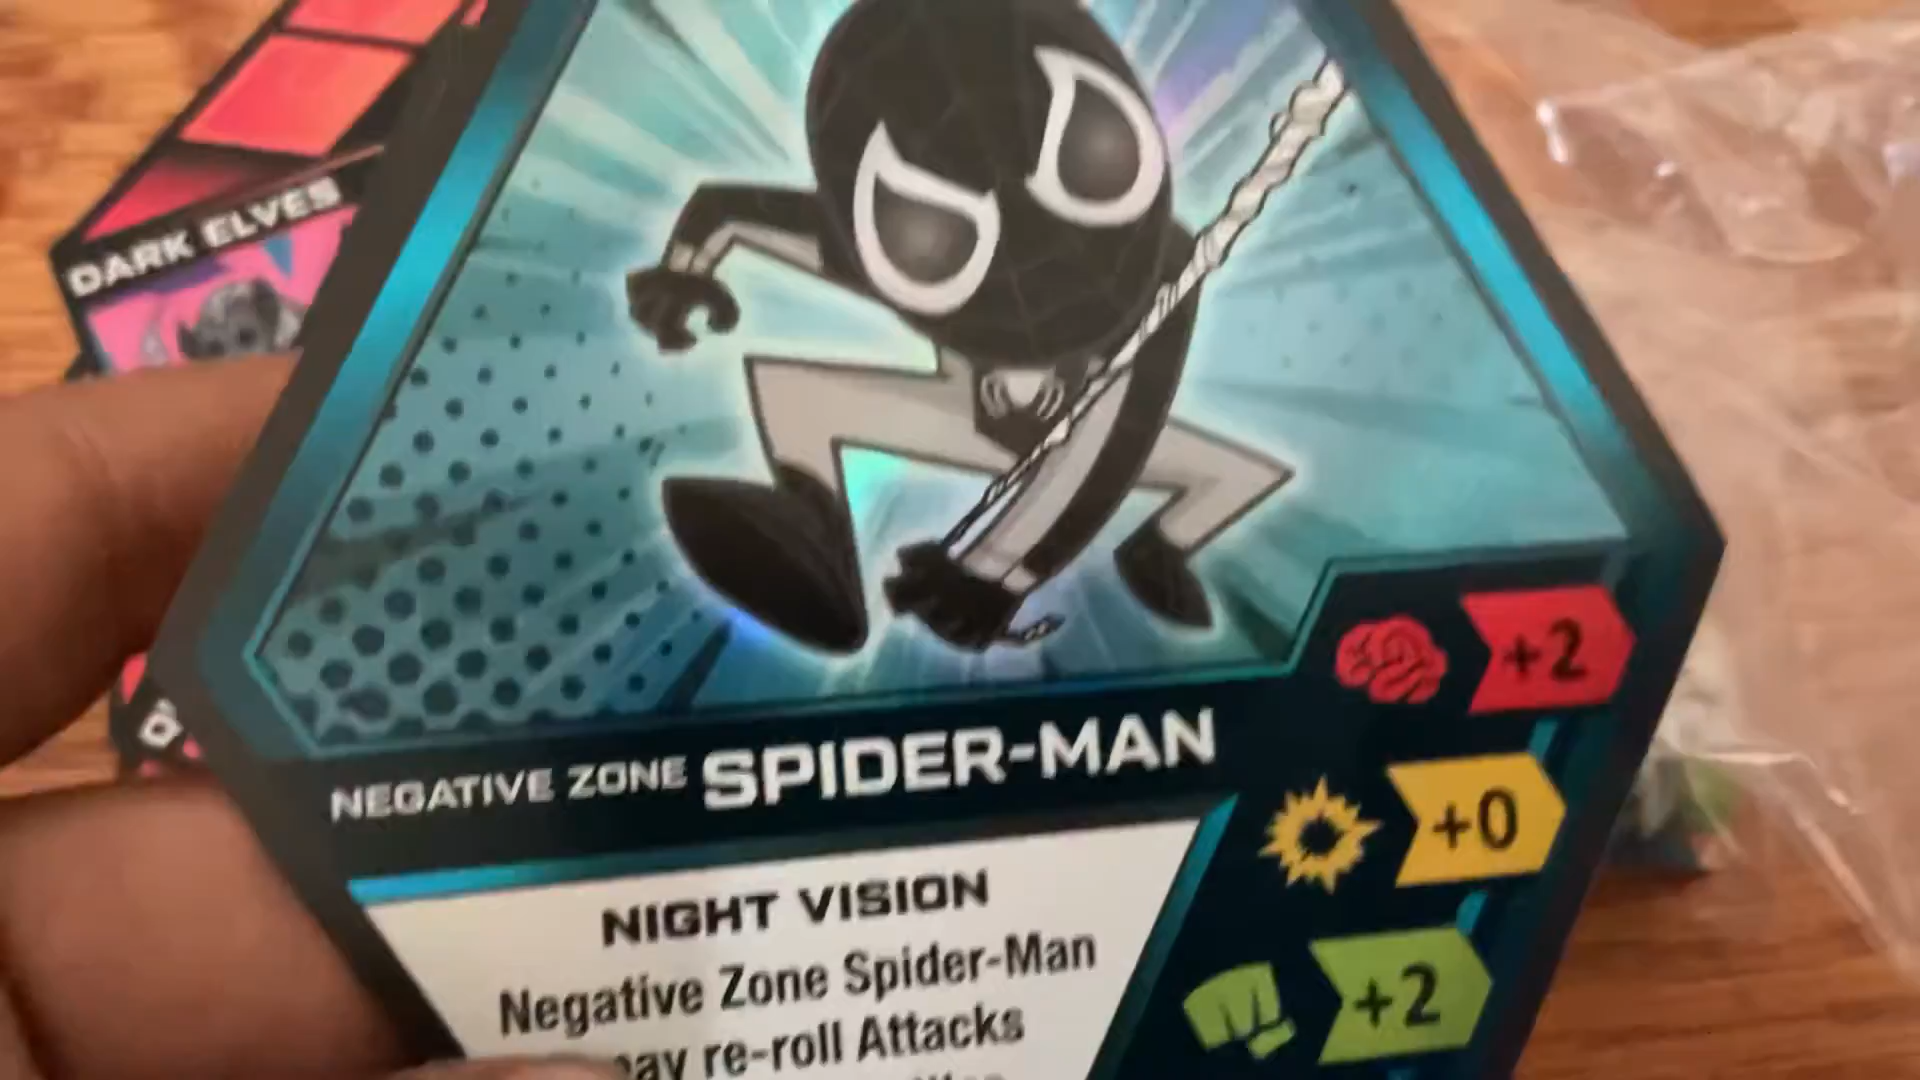 DARK ELVES
+2
NEGATIVE ZONE SPIDER-MAN
+0
NIGHT VISION
Negative Zone Spider-Man
re-roll Attacks
+2